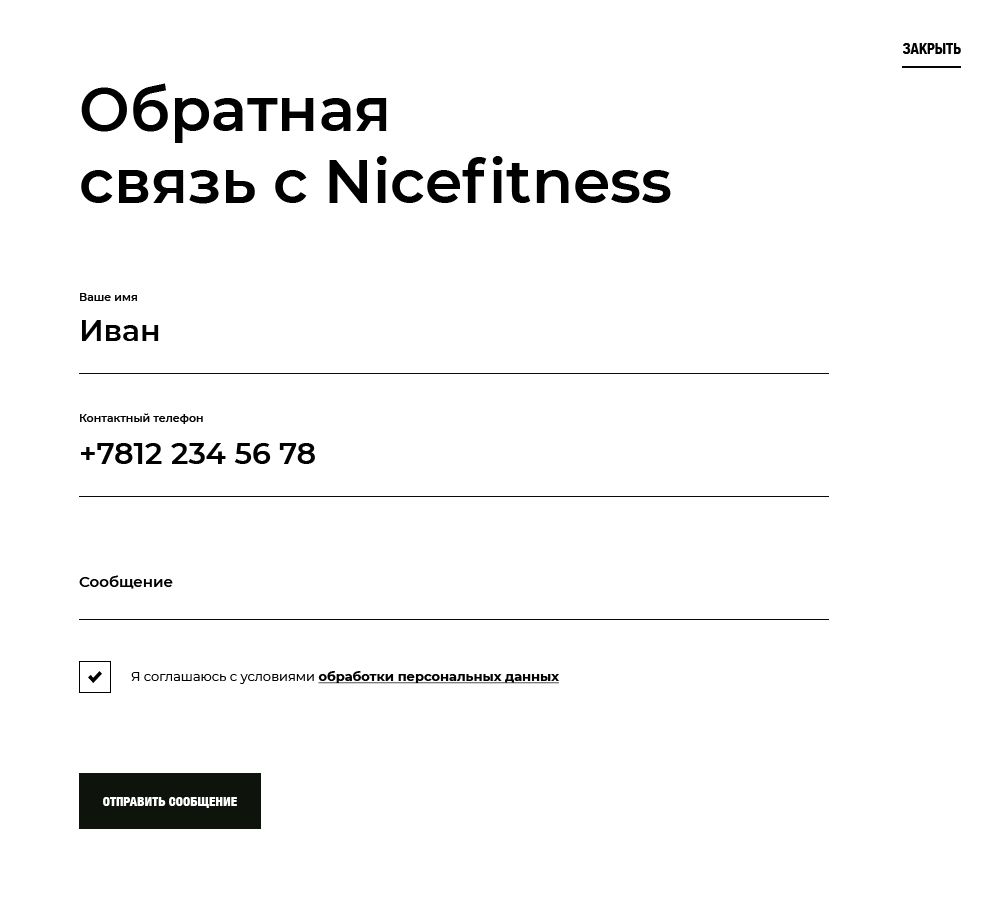 ЗАКРЫТЬ
Обратная
связь с Nicefitness
Ваше имя
Иван
Контактный телефон
+7812 234 56 78
Сообщение
Я соглашаюсь с условиями обработки персональных данных
ОТПРАВИТЬ СООБЩЕНИЕ